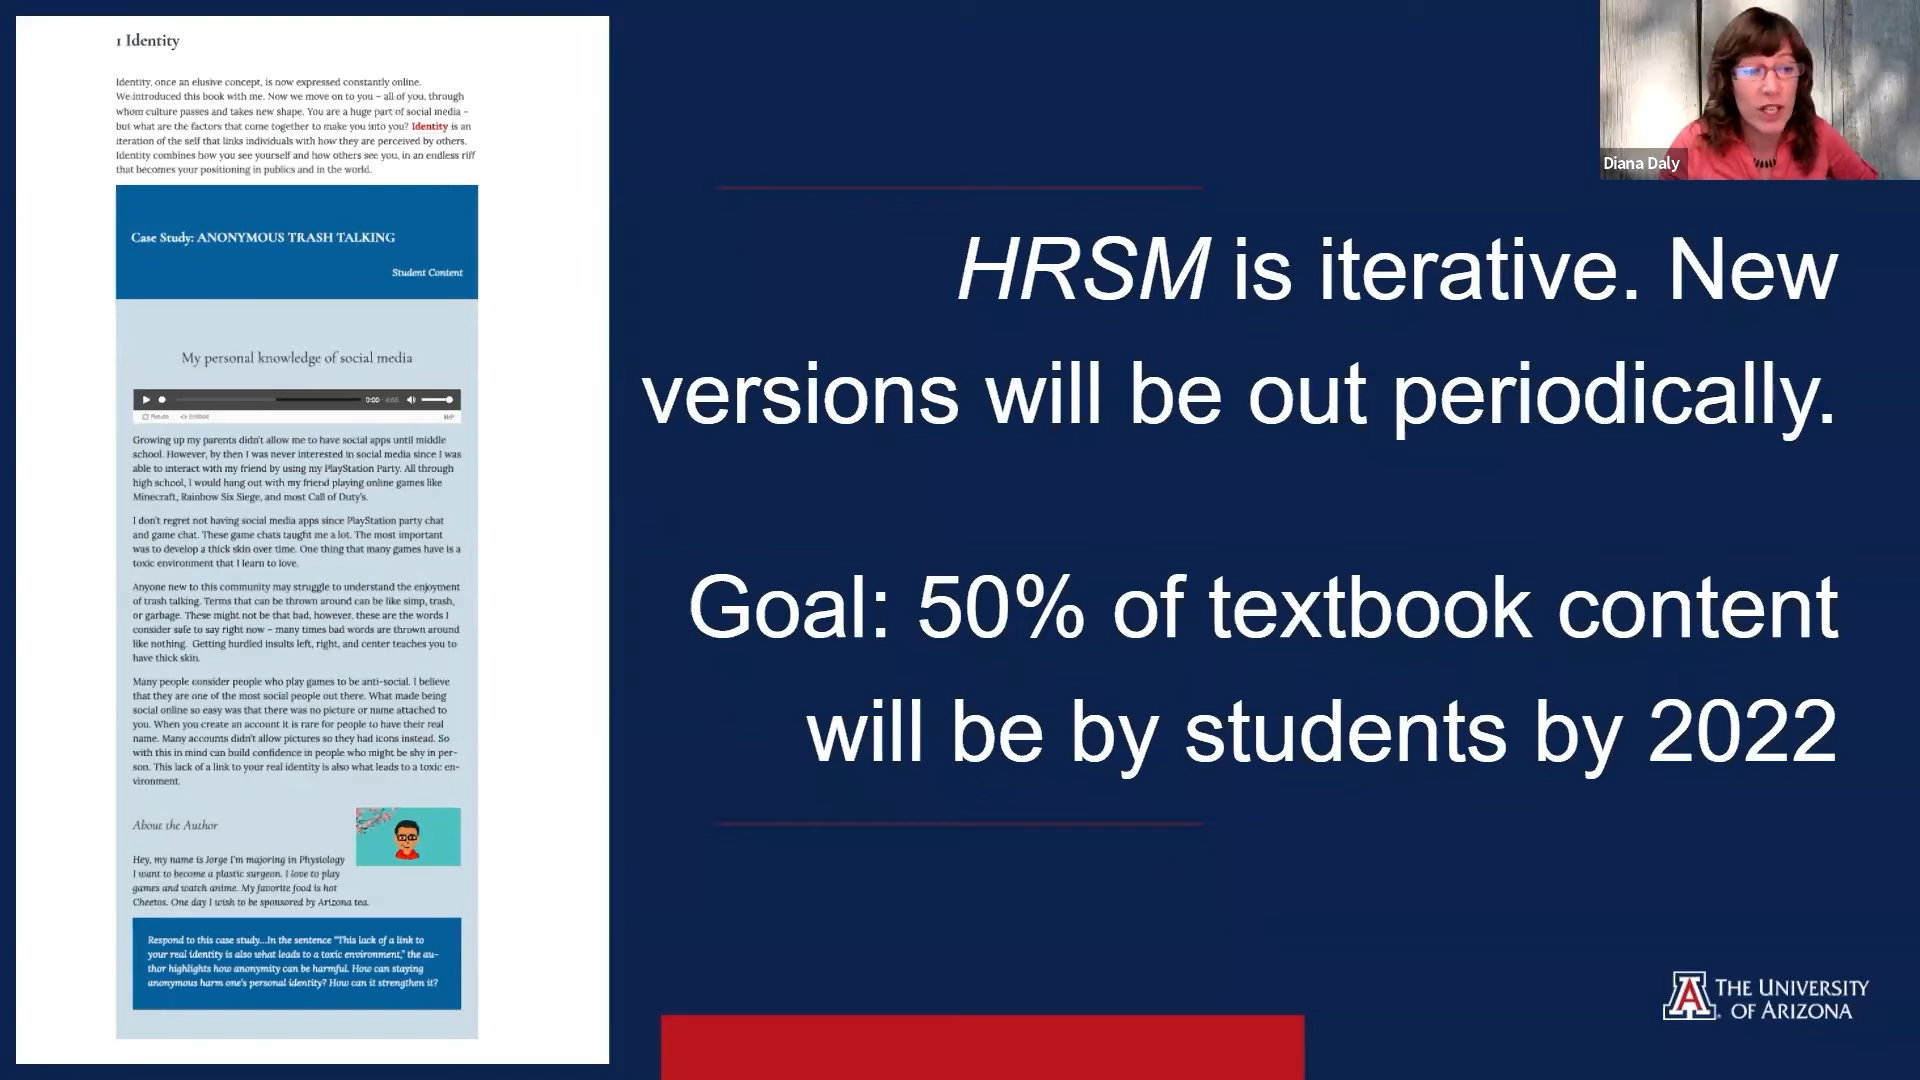 1 Identity
Identity, once an elusive concept, is now expressed constantly online.
We introduced this book with me. Now we move on to you – all of you, through
whom culture passes and takes new shape. You are a huge part of social media –
but what are the factors that come together to make you into you? Identity is an
iteration of the self that links individuals with how they are perceived by others.
Identity combines how you see yourself and how others see you, in an endless riff
that becomes your positioning in publics and in the world.
Case Study: ANONYMOUS TRASH TALKING
Student Content
My personal knowledge of social media
0:00
Reuse <> Embed
Growing up my parents didn't allow me to have social apps until middle
school. However, by then I was never interested in social media since I was
able to interact with my friend by using my PlayStation Party. All through
high school, I would hang out with my friend playing online games like
Minecraft, Rainbow Six Siege, and most Call of Duty's.
I don't regret not having social media apps since PlayStation party chat
and game chat. These game chats taught me a lot. The most important
was to develop a thick skin over time. One thing that many games have is a
toxic environment that I learn to love.
Anyone new to this community may struggle to understand the enjoyment
of trash talking. Terms that can be thrown around can be like simp, trash,
or garbage. These might not be that bad, however, these are the words I
consider safe to say right now – many times bad words are thrown around
like nothing. Getting hurdled insults left, right, and center teaches you to
have thick skin.
Many people consider people who play games to be anti-social. I believe
that they are one of the most social people out there. What made being
social online so easy was that there was no picture or name attached to
you. When you create an account it is rare for people to have their real
name. Many accounts didn't allow pictures so they had icons instead. So
with this in mind can build confidence in people who might be shy in per-
son. This lack of a link to your real identity is also what leads to a toxic en-
vironment.
About the Author
Hey, my name is Jorge I'm majoring in Physiology
I want to become a plastic surgeon. I love to play
games and watch anime. My favorite food is hot
Cheetos. One day I wish to be sponsored by Arizona tea.
Respond to this case study...In the sentence "This lack of a link to
your real identity is also what leads to a toxic environment," the au-
thor highlights how anonymity can be harmful. How can staying
anonymous harm one's personal identity? How can it strengthen it?
Diana Daly
HRSM is iterative. New
versions will be out periodically.
Goal: 50% of textbook content
will be by students by 2022
A
THE UNIVERSITY
OF ARIZONA